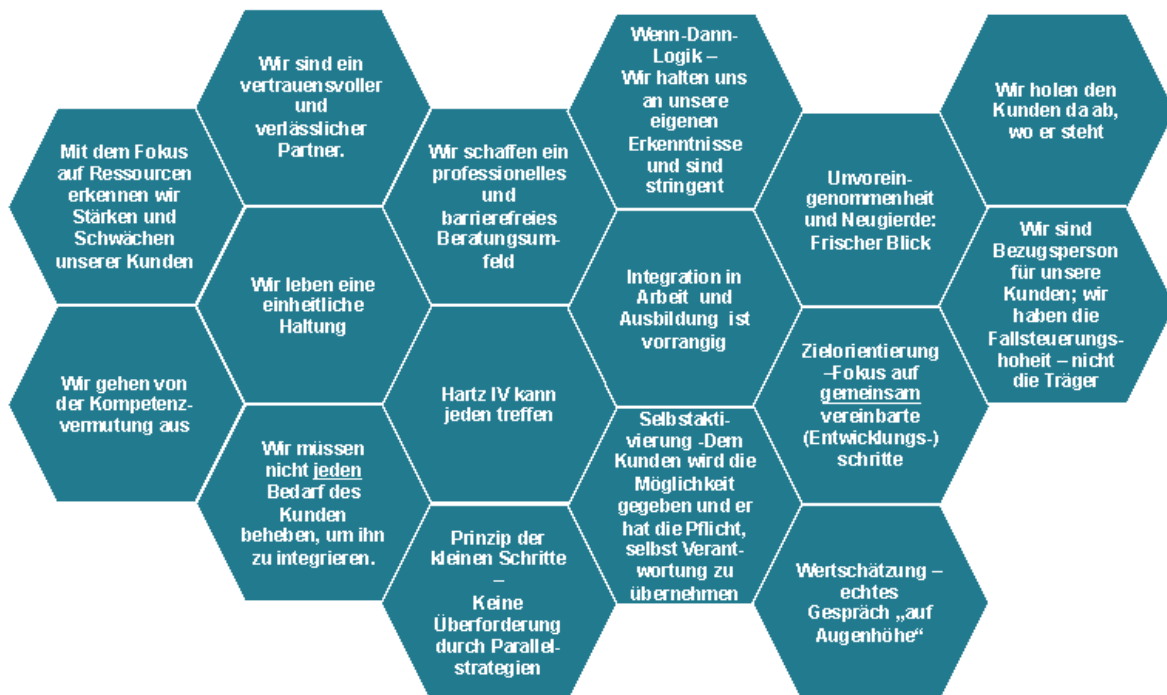 Wir sind ein
vertrauensvoller
und
verlässlicher
Partner.
Wenn-Dann-
Logik –
Wir halten uns
an unsere
eigenen
Erkenntnisse
und sind
stringent
Wir holen den
Kunden da ab,
wo er steht
Mit dem Fokus
auf Ressourcen
erkennen wir
Stärken und
Schwächen
unserer Kunden
Wir schaffen ein
professionelles
und
barrierefreies
Beratungsum-
feld
Unvorein-
genommenheit
und Neugierde:
Frischer Blick
Wir leben eine
einheitliche
Haltung
Integration in
Arbeit und
Ausbildung ist
vorrangig
Wir sind
Bezugsperson
für unsere
Kunden; wir
haben die
Fallsteuerungs-
hoheit – nicht
die Träger
Wir gehen von
der Kompetenz-
vermutung aus
Hartz IV kann
jeden treffen
Zielorientierung
–Fokus auf
gemeinsam
vereinbarte
(Entwicklungs-)
schritte
Wir müssen
nicht jeden
Bedarf des
Kunden
beheben, um ihn
zu integrieren.
Selbstakti-
vierung -Dem
Kunden wird die
Möglichkeit
gegeben und er
hat die Pflicht,
selbst Verant-
wortung zu
übernehmen
Prinzip der
kleinen Schritte
–
Keine
Überforderung
durch Parallel-
strategien
Wertschätzung –
echtes
Gespräch „auf
Augenhöhe“